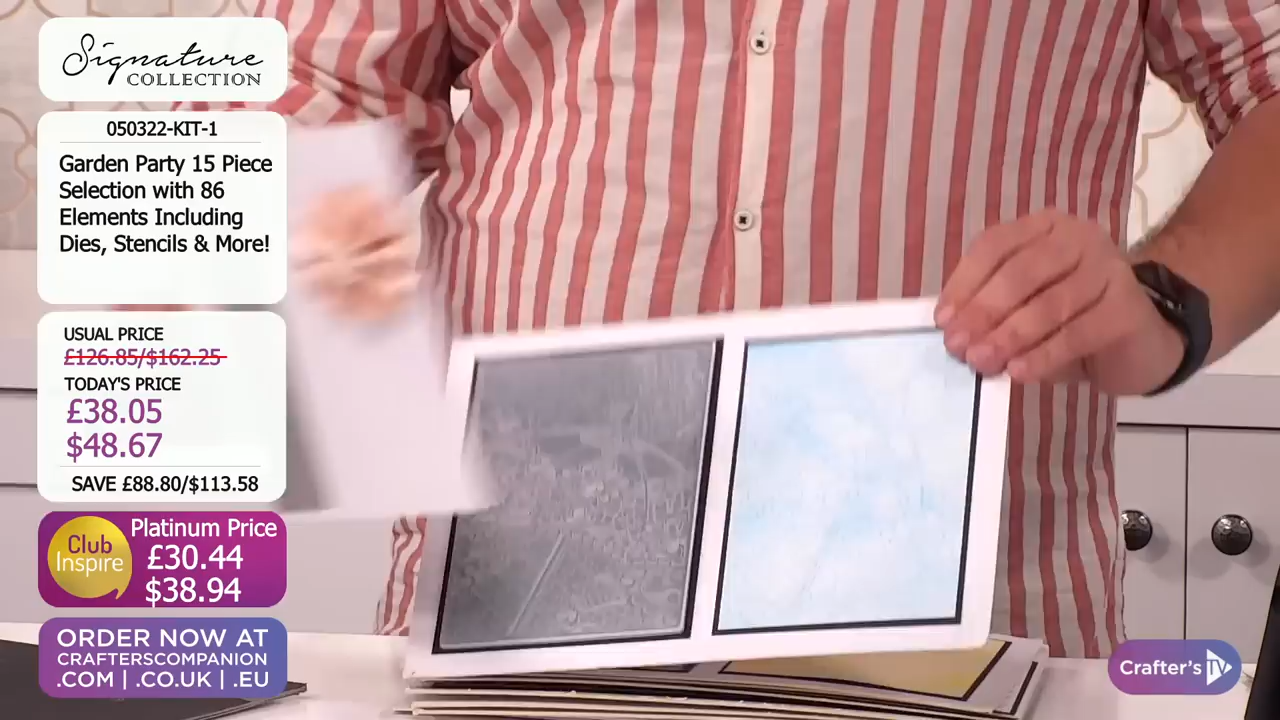 Signature
COLLECTION
050322-KIT-1
Garden Party 15 Piece
Selection with 86
Elements Including
Dies, Stencils & More!
USUAL PRICE
£126.85/$162.25
TODAY'S PRICE
£38.05
$48.67
SAVE £88.80/$113.58
Club
Inspire
Platinum Price
£30.44
$38.94
ORDER NOW AT
CRAFTERSCOMPANION
.COM | .CO.UK | .EU
Crafter's TV